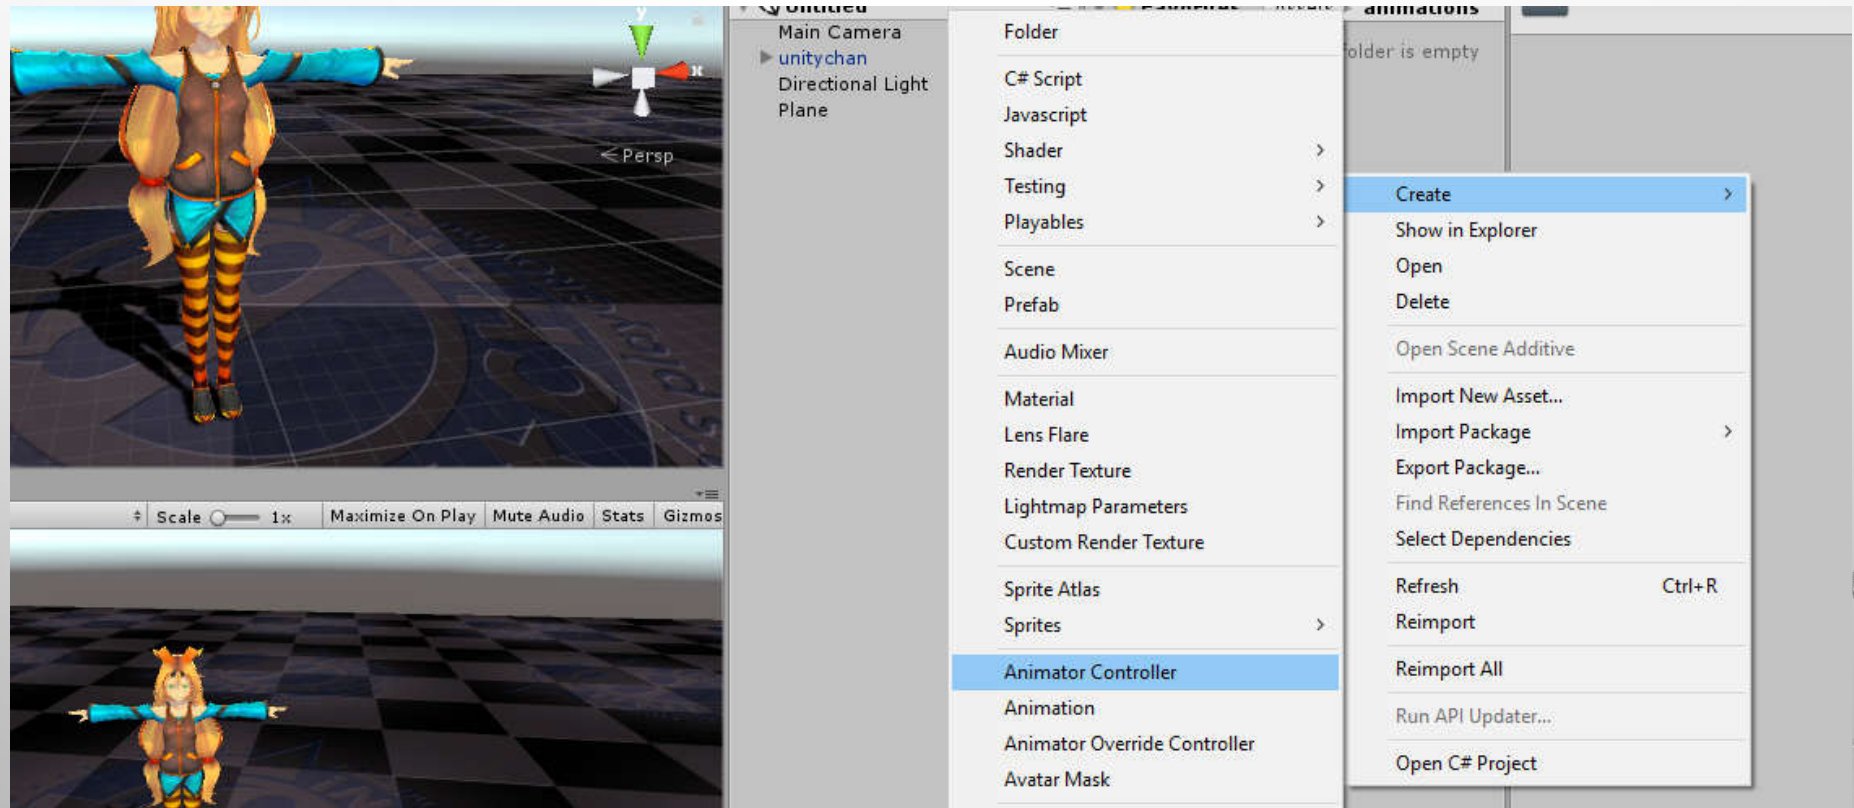 y
x
Persp
Scale 1x Maximize On Play Mute Audio Stats Gizmos
Untitled
Main Camera
unitychan
Directional Light
Plane
Favorites
Assets
animations
folder is empty
Folder
C# Script
Javascript
Shader
Testing
Playables
Scene
Prefab
Audio Mixer
Material
Lens Flare
Render Texture
Lightmap Parameters
Custom Render Texture
Sprite Atlas
Sprites
Animator Controller
Animation
Animator Override Controller
Avatar Mask
Create
Show in Explorer
Open
Delete
Open Scene Additive
Import New Asset...
Import Package
Export Package...
Find References In Scene
Select Dependencies
Refresh Ctrl+R
Reimport
Reimport All
Run API Updater...
Open C# Project